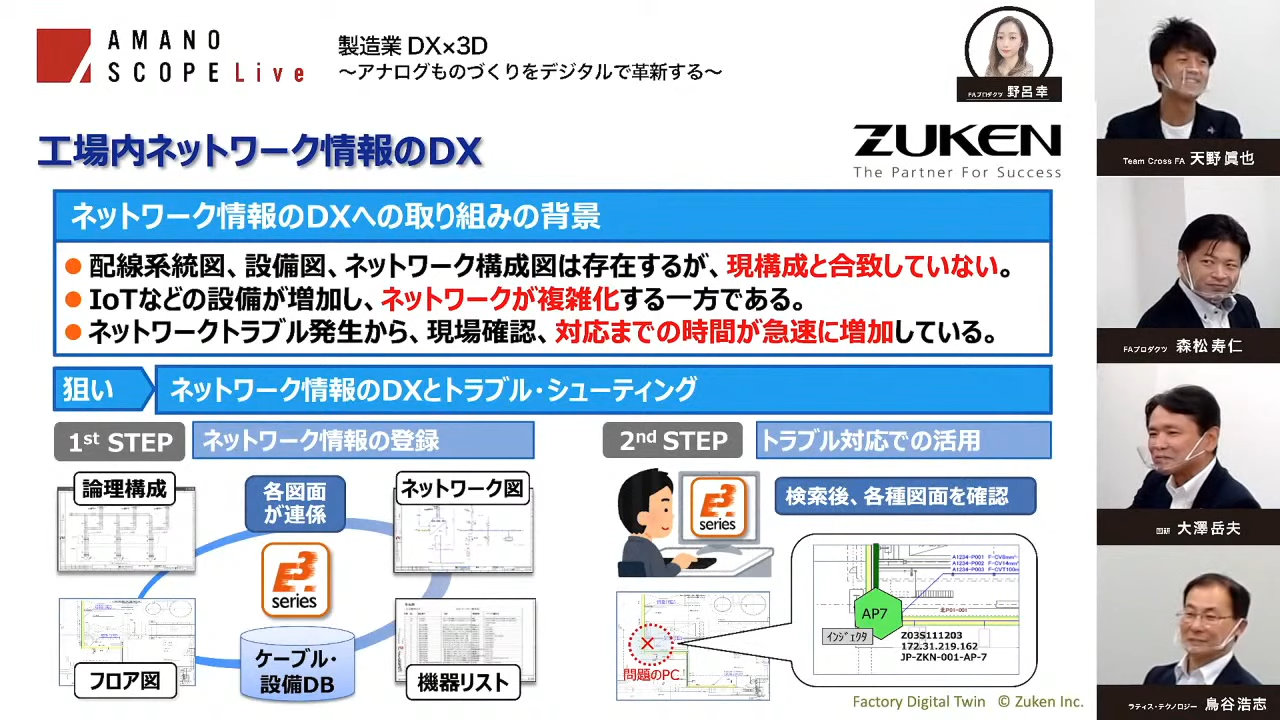 AMANO
SCOPE Live
製造業 DX×3D
～アナログものづくりをデジタルで革新する～
FAプロダクツ 野呂幸
工場内ネットワーク情報のDX
ZUKEN
The Partner For Success
ネットワーク情報のDXへの取り組みの背景
● 配線系統図、設備図、ネットワーク構成図は存在するが、現構成と合致していない。
● IoTなどの設備が増加し、ネットワークが複雑化する一方である。
● ネットワークトラブル発生から、現場確認、対応までの時間が急速に増加している。
狙い
ネットワーク情報のDXとトラブル・シューティング
1st STEP
ネットワーク情報の登録
論理構成
各図面
が連係
ネットワーク図
E3
series
フロア図
ケーブル・
設備DB
機器リスト
2nd STEP
トラブル対応での活用
E3
series
検索後、各種図面を確認
問題のPC
A1234-P001 F-CV8mm²
A1234-P002 F-CV14mm²
A1234-P003 F-CVT100m
AP7
インジェクタ
Z03S111203
172.31.219.162
JP-ZKN-001-AP-7
Factory Digital Twin © Zuken Inc.
Team Cross FA 天野眞也
FAプロダクツ 森松寿仁
図研 大澤岳夫
ラティス・テクノロジー 鳥谷浩志